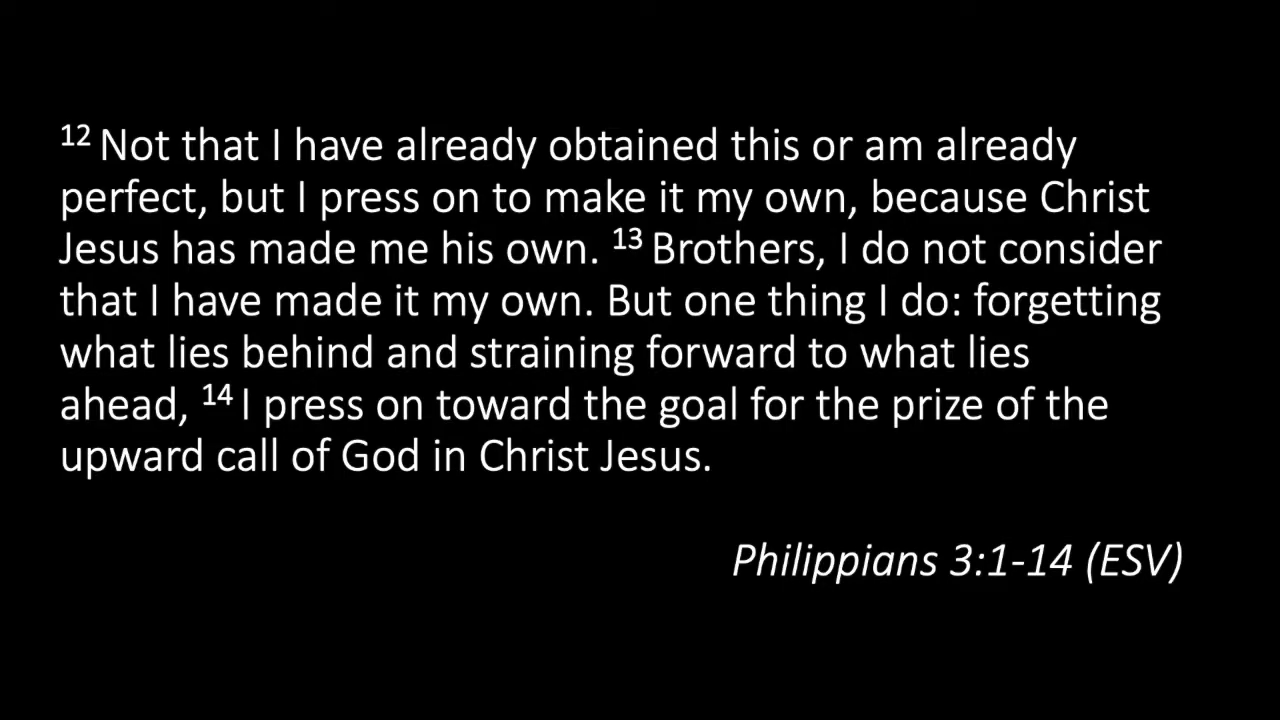 12 Not that I have already obtained this or am already
perfect, but I press on to make it my own, because Christ
Jesus has made me his own. 13 Brothers, I do not consider
that I have made it my own. But one thing I do: forgetting
what lies behind and straining forward to what lies
ahead, 14 I press on toward the goal for the prize of the
upward call of God in Christ Jesus.
Philippians 3:1-14 (ESV)